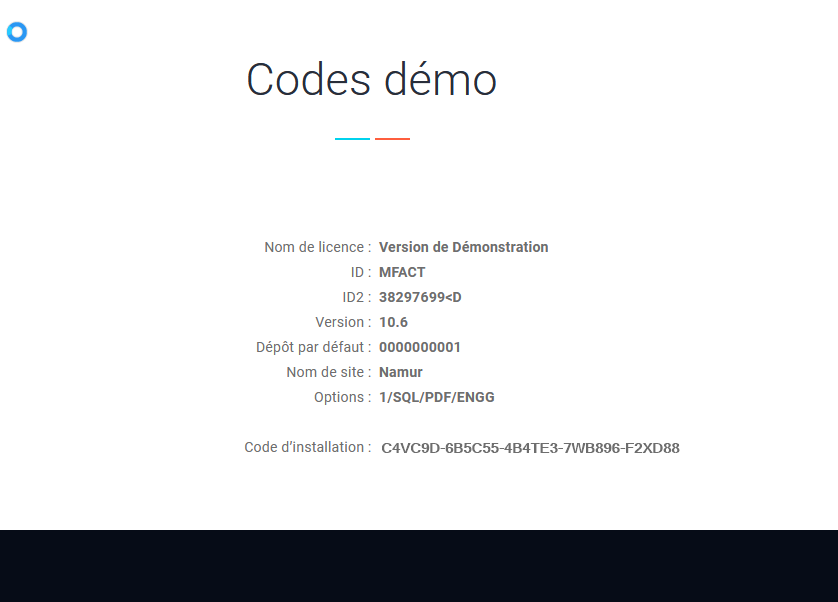 Codes démo
Nom de licence : Version de Démonstration
ID : MFACT
ID2 : 38297699<D
Version : 10.6
Dépôt par défaut : 0000000001
Nom de site : Namur
Options : 1/SQL/PDF/ENGG
Code d’installation : C4VC9D-6B5C55-4B4TE3-7WB896-F2XD88